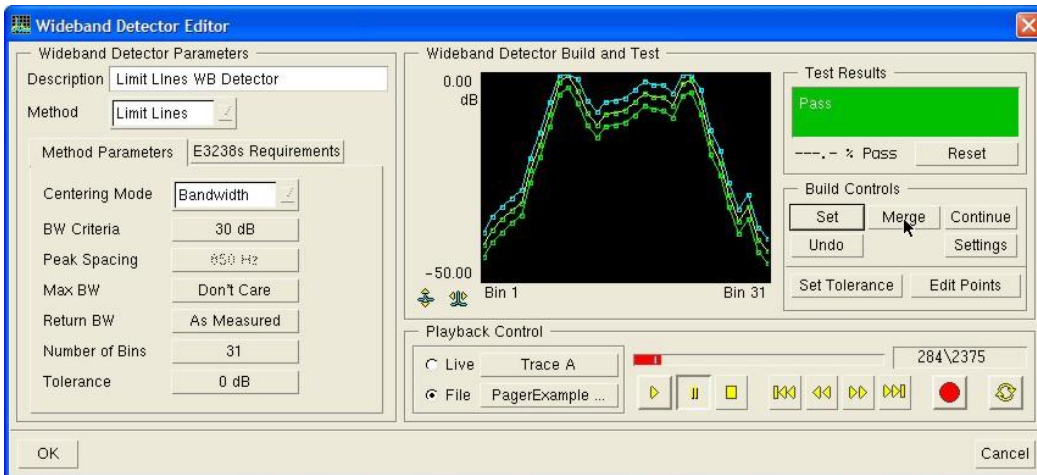 Wideband Detector Editor
Wideband Detector Parameters
Description Limit LInes WB Detector
Method Limit Lines
Method Parameters E3238s Requirements
Centering Mode Bandwidth
BW Criteria 30 dB
Peak Spacing 850 Hz
Max BW Don't Care
Return BW As Measured
Number of Bins 31
Tolerance 0 dB
Wideband Detector Build and Test
0.00
dB
-50.00
Bin 1 Bin 31
Test Results
Pass
---.- % Pass Reset
Build Controls
Set Merge Continue
Undo Settings
Set Tolerance Edit Points
Playback Control
Live Trace A
File PagerExample ...
284\2375
OK Cancel